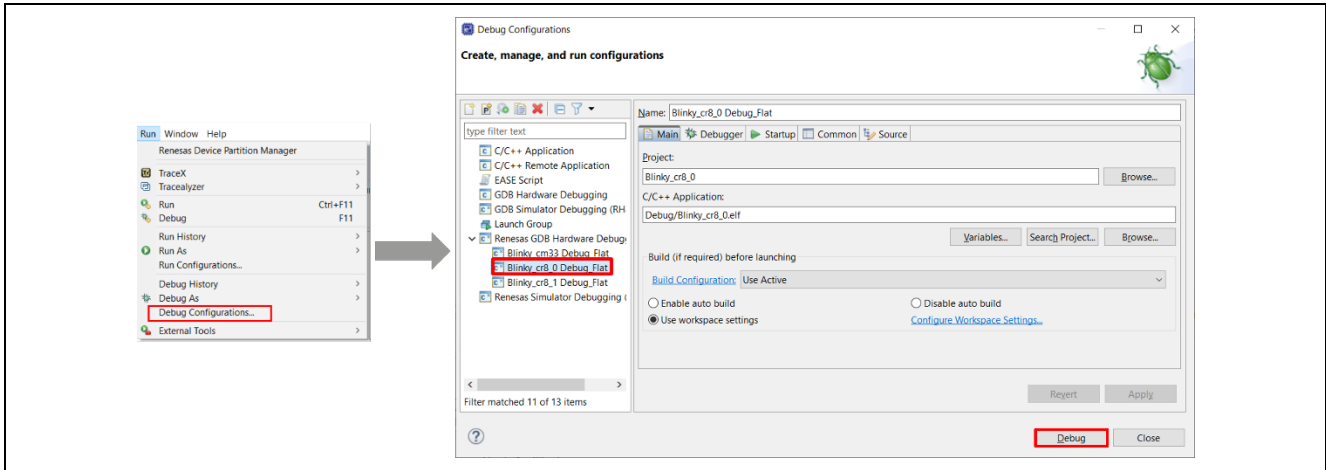 Run Window Help
Renesas Device Partition Manager
TraceX >
Tracealyzer >
Run Ctrl+F11
Debug F11
Run History >
Run As >
Run Configurations...
Debug History >
Debug As >
Debug Configurations...
External Tools >
Debug Configurations
Create, manage, and run configurations
type filter text
C/C++ Application
C/C++ Remote Application
EASE Script
GDB Hardware Debugging
GDB Simulator Debugging (RH
Launch Group
Renesas GDB Hardware Debug
Blinky_cm33 Debug_Flat
Blinky_cr8_0 Debug_Flat
Blinky_cr8_1 Debug_Flat
Renesas Simulator Debugging (
Filter matched 11 of 13 items
Name: Blinky_cr8_0 Debug_Flat
Main Debugger Startup Common Source
Project:
Blinky_cr8_0 Browse...
C/C++ Application:
Debug/Blinky_cr8_0.elf
Variables... Search Project... Browse...
Build (if required) before launching
Build Configuration: Use Active
Enable auto build Disable auto build
Use workspace settings Configure Workspace Settings...
Revert Apply
Debug Close